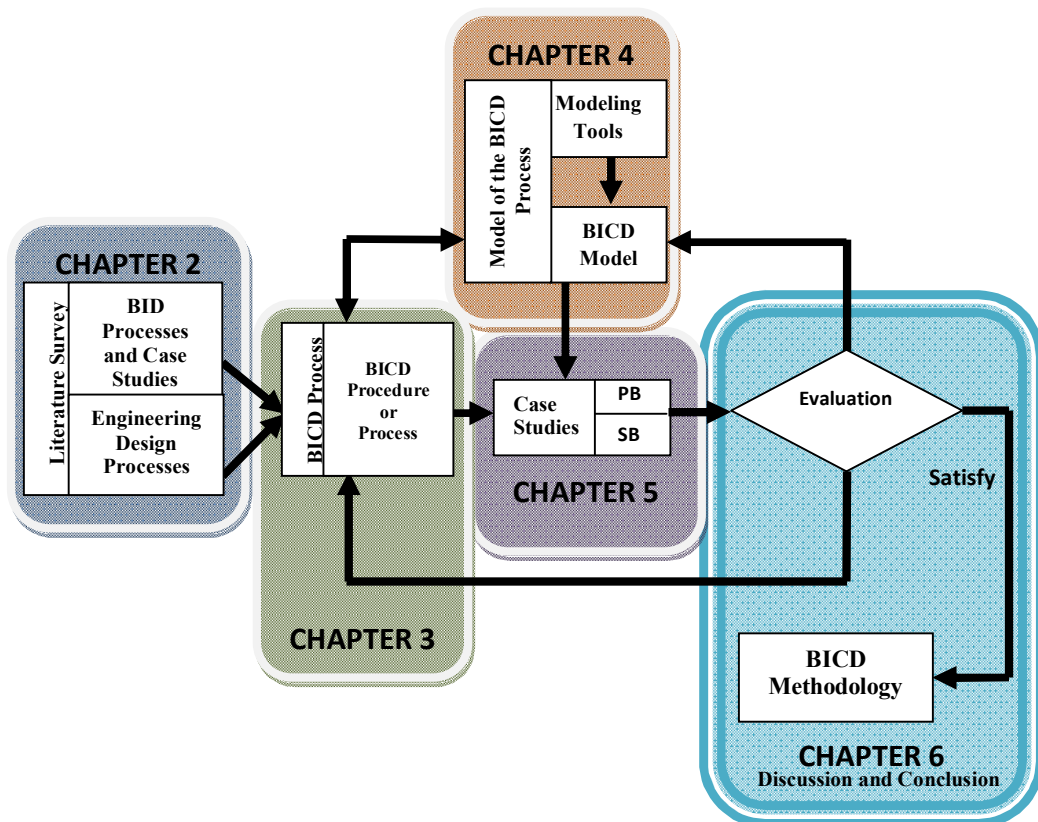 CHAPTER 4
Model of the BICD
Process
Modeling
Tools
BICD
Model
CHAPTER 2
Literature Survey
BID
Processes
and Case
Studies
Engineering
Design
Processes
BICD Process
BICD
Procedure
or
Process
CHAPTER 3
Case
Studies
PB
SB
CHAPTER 5
Evaluation
Satisfy
BICD
Methodology
CHAPTER 6
Discussion and Conclusion